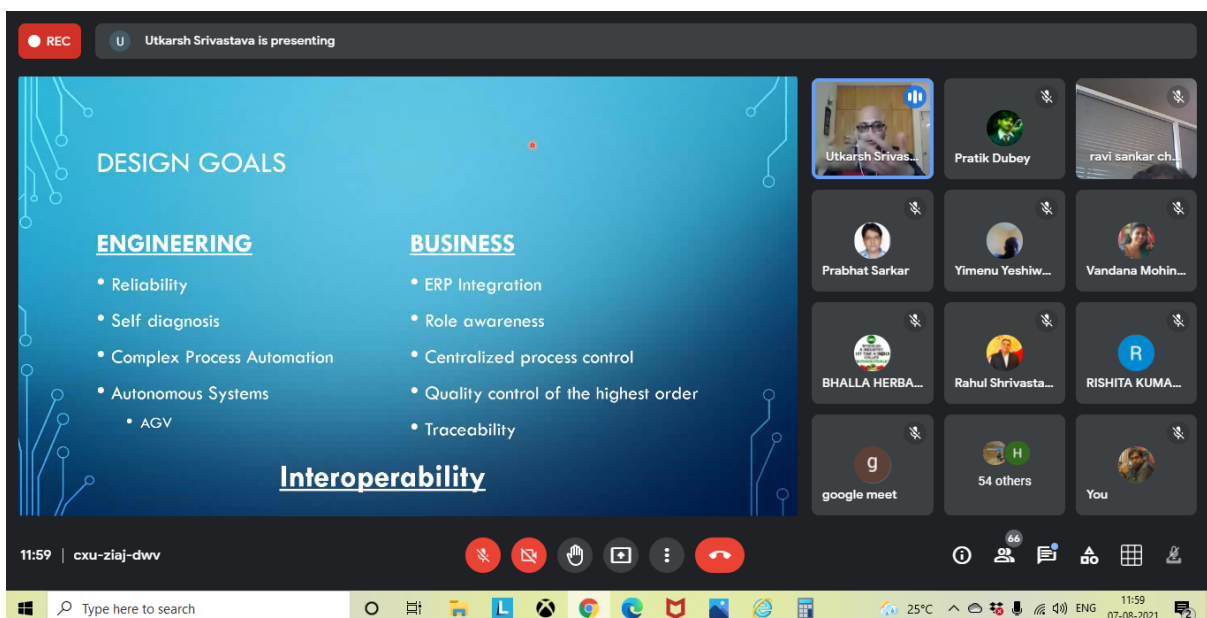 REC
U
Utkarsh Srivastava is presenting
DESIGN GOALS
ENGINEERING
• Reliability
• Self diagnosis
• Complex Process Automation
• Autonomous Systems
• AGV
BUSINESS
• ERP Integration
• Role awareness
• Centralized process control
• Quality control of the highest order
• Traceability
Interoperability
Utkarsh Srivas...
Pratik Dubey
ravi sankar ch...
Prabhat Sarkar
Yimenu Yeshiw...
Vandana Mohin...
BHALLA HERBA...
Rahul Shrivasta...
R
RISHITA KUMA...
g
google meet
H
54 others
You
11:59 | cxu-ziaj-dwv
66
Type here to search
L
25°C
ENG
11:59
07-08-2021
2